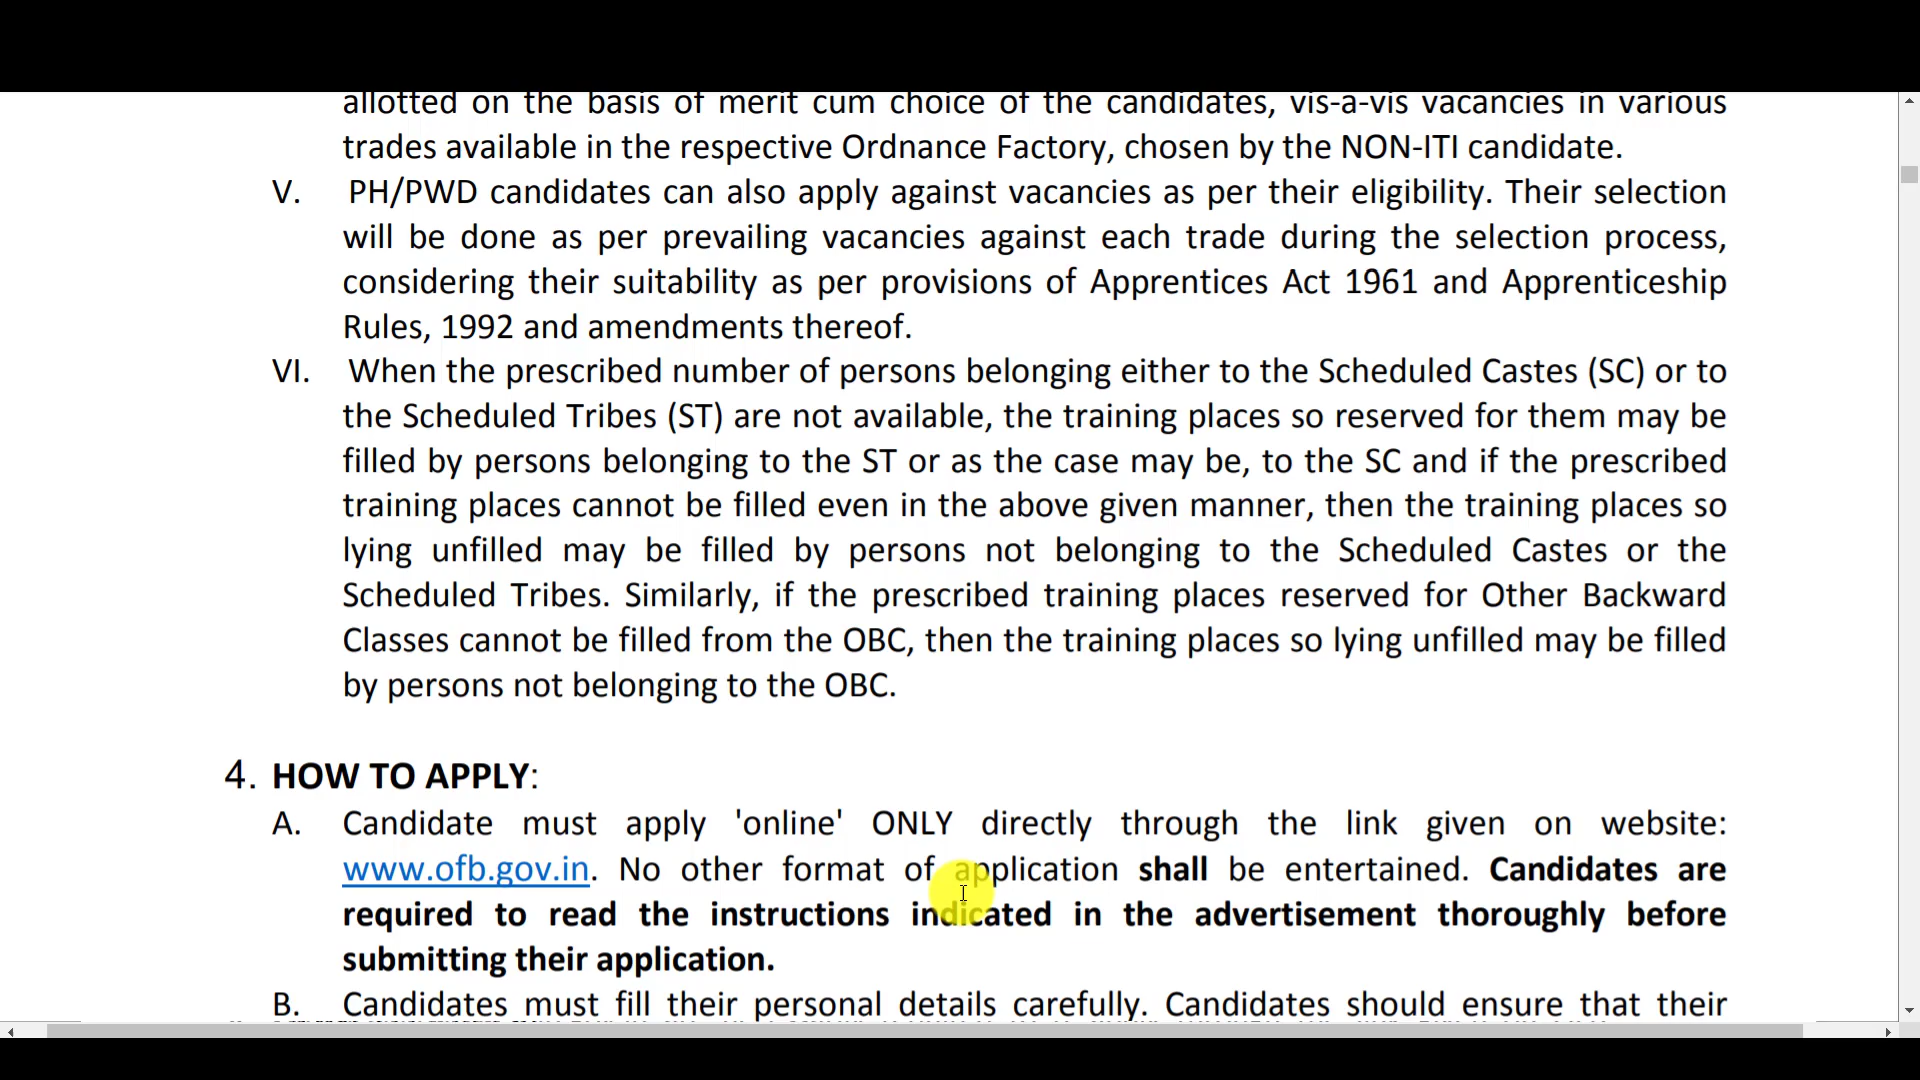 allotted on the basis of merit cum choice of the candidates, vis-a-vis vacancies in various
trades available in the respective Ordnance Factory, chosen by the NON-ITI candidate.
V. PH/PWD candidates can also apply against vacancies as per their eligibility. Their selection
will be done as per prevailing vacancies against each trade during the selection process,
considering their suitability as per provisions of Apprentices Act 1961 and Apprenticeship
Rules, 1992 and amendments thereof.
VI. When the prescribed number of persons belonging either to the Scheduled Castes (SC) or to
the Scheduled Tribes (ST) are not available, the training places so reserved for them may be
filled by persons belonging to the ST or as the case may be, to the SC and if the prescribed
training places cannot be filled even in the above given manner, then the training places so
lying unfilled may be filled by persons not belonging to the Scheduled Castes or the
Scheduled Tribes. Similarly, if the prescribed training places reserved for Other Backward
Classes cannot be filled from the OBC, then the training places so lying unfilled may be filled
by persons not belonging to the OBC.
4. HOW TO APPLY:
A. Candidate must apply 'online' ONLY directly through the link given on website:
www.ofb.gov.in. No other format of application shall be entertained. Candidates are
required to read the instructions indicated in the advertisement thoroughly before
submitting their application.
B. Candidates must fill their personal details carefully. Candidates should ensure that their